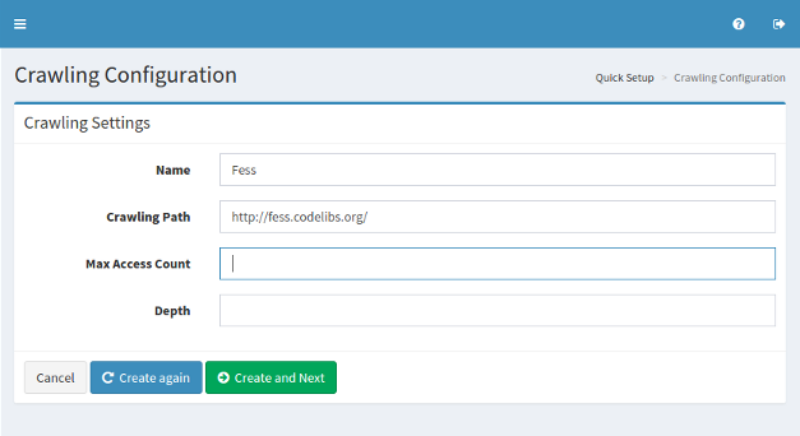 Crawling Configuration
Quick Setup > Crawling Configuration
Crawling Settings
Name Fess
Crawling Path http://fess.codelibs.org/
Max Access Count
Depth
Cancel Create again Create and Next